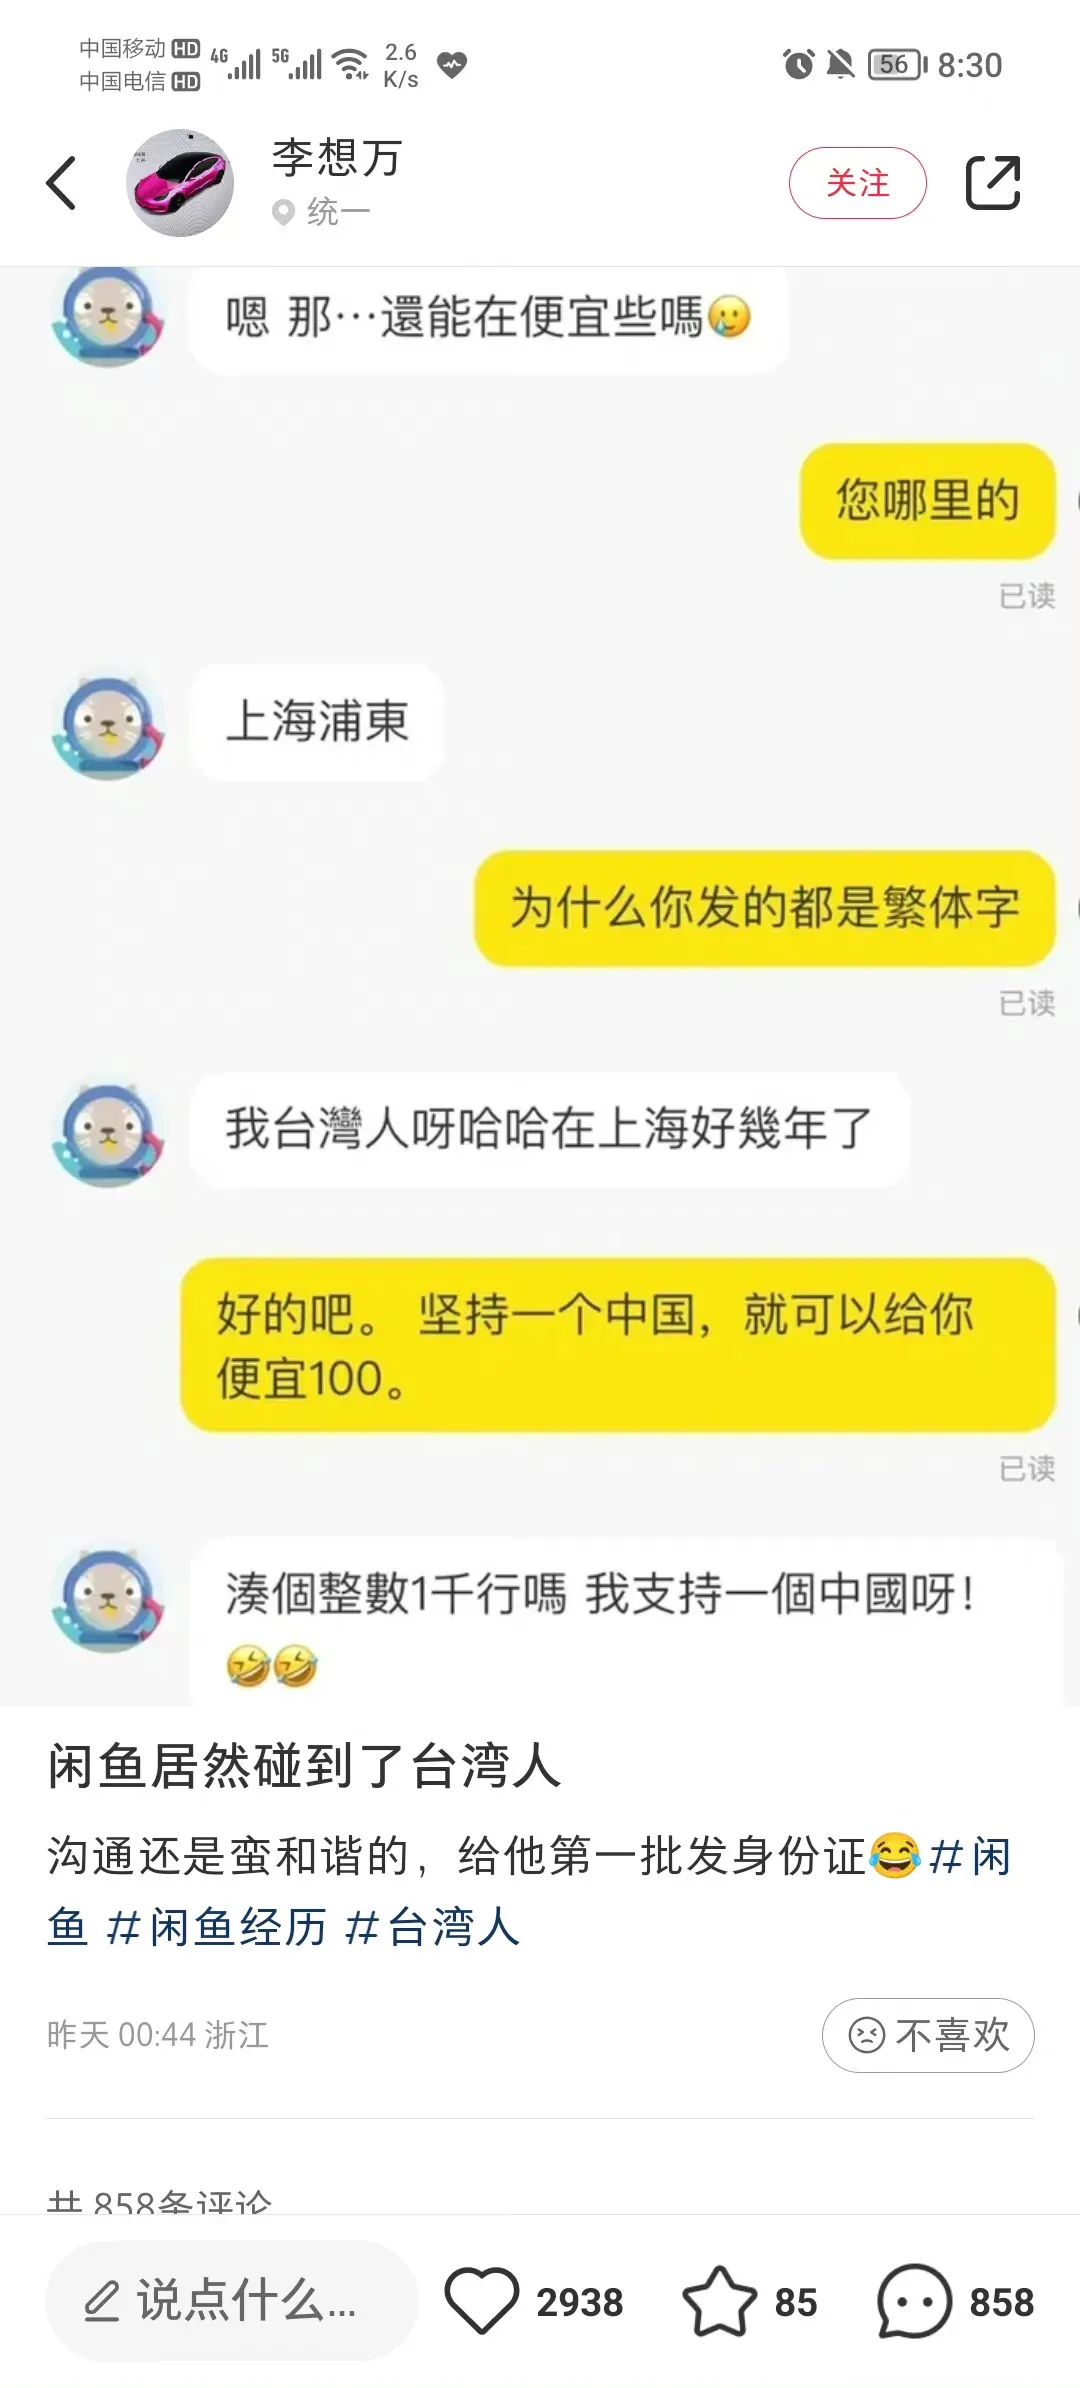 中国移动 HD 4G 5G 2.6 56 8:30
中国电信 HD K/s
李想万
统一
关注
嗯 那…還能在便宜些嗎
您哪里的
已读
上海浦東
为什么你发的都是繁体字
已读
我台灣人呀哈哈在上海好幾年了
好的吧。 坚持一个中国，就可以给你
便宜100。
已读
湊個整數1千行嗎 我支持一個中國呀！
闲鱼居然碰到了台湾人
沟通还是蛮和谐的，给他第一批发身份证😂#闲
鱼 #闲鱼经历 #台湾人
昨天 00:44 浙江
不喜欢
共 858条评论
说点什么... 2938 85 858